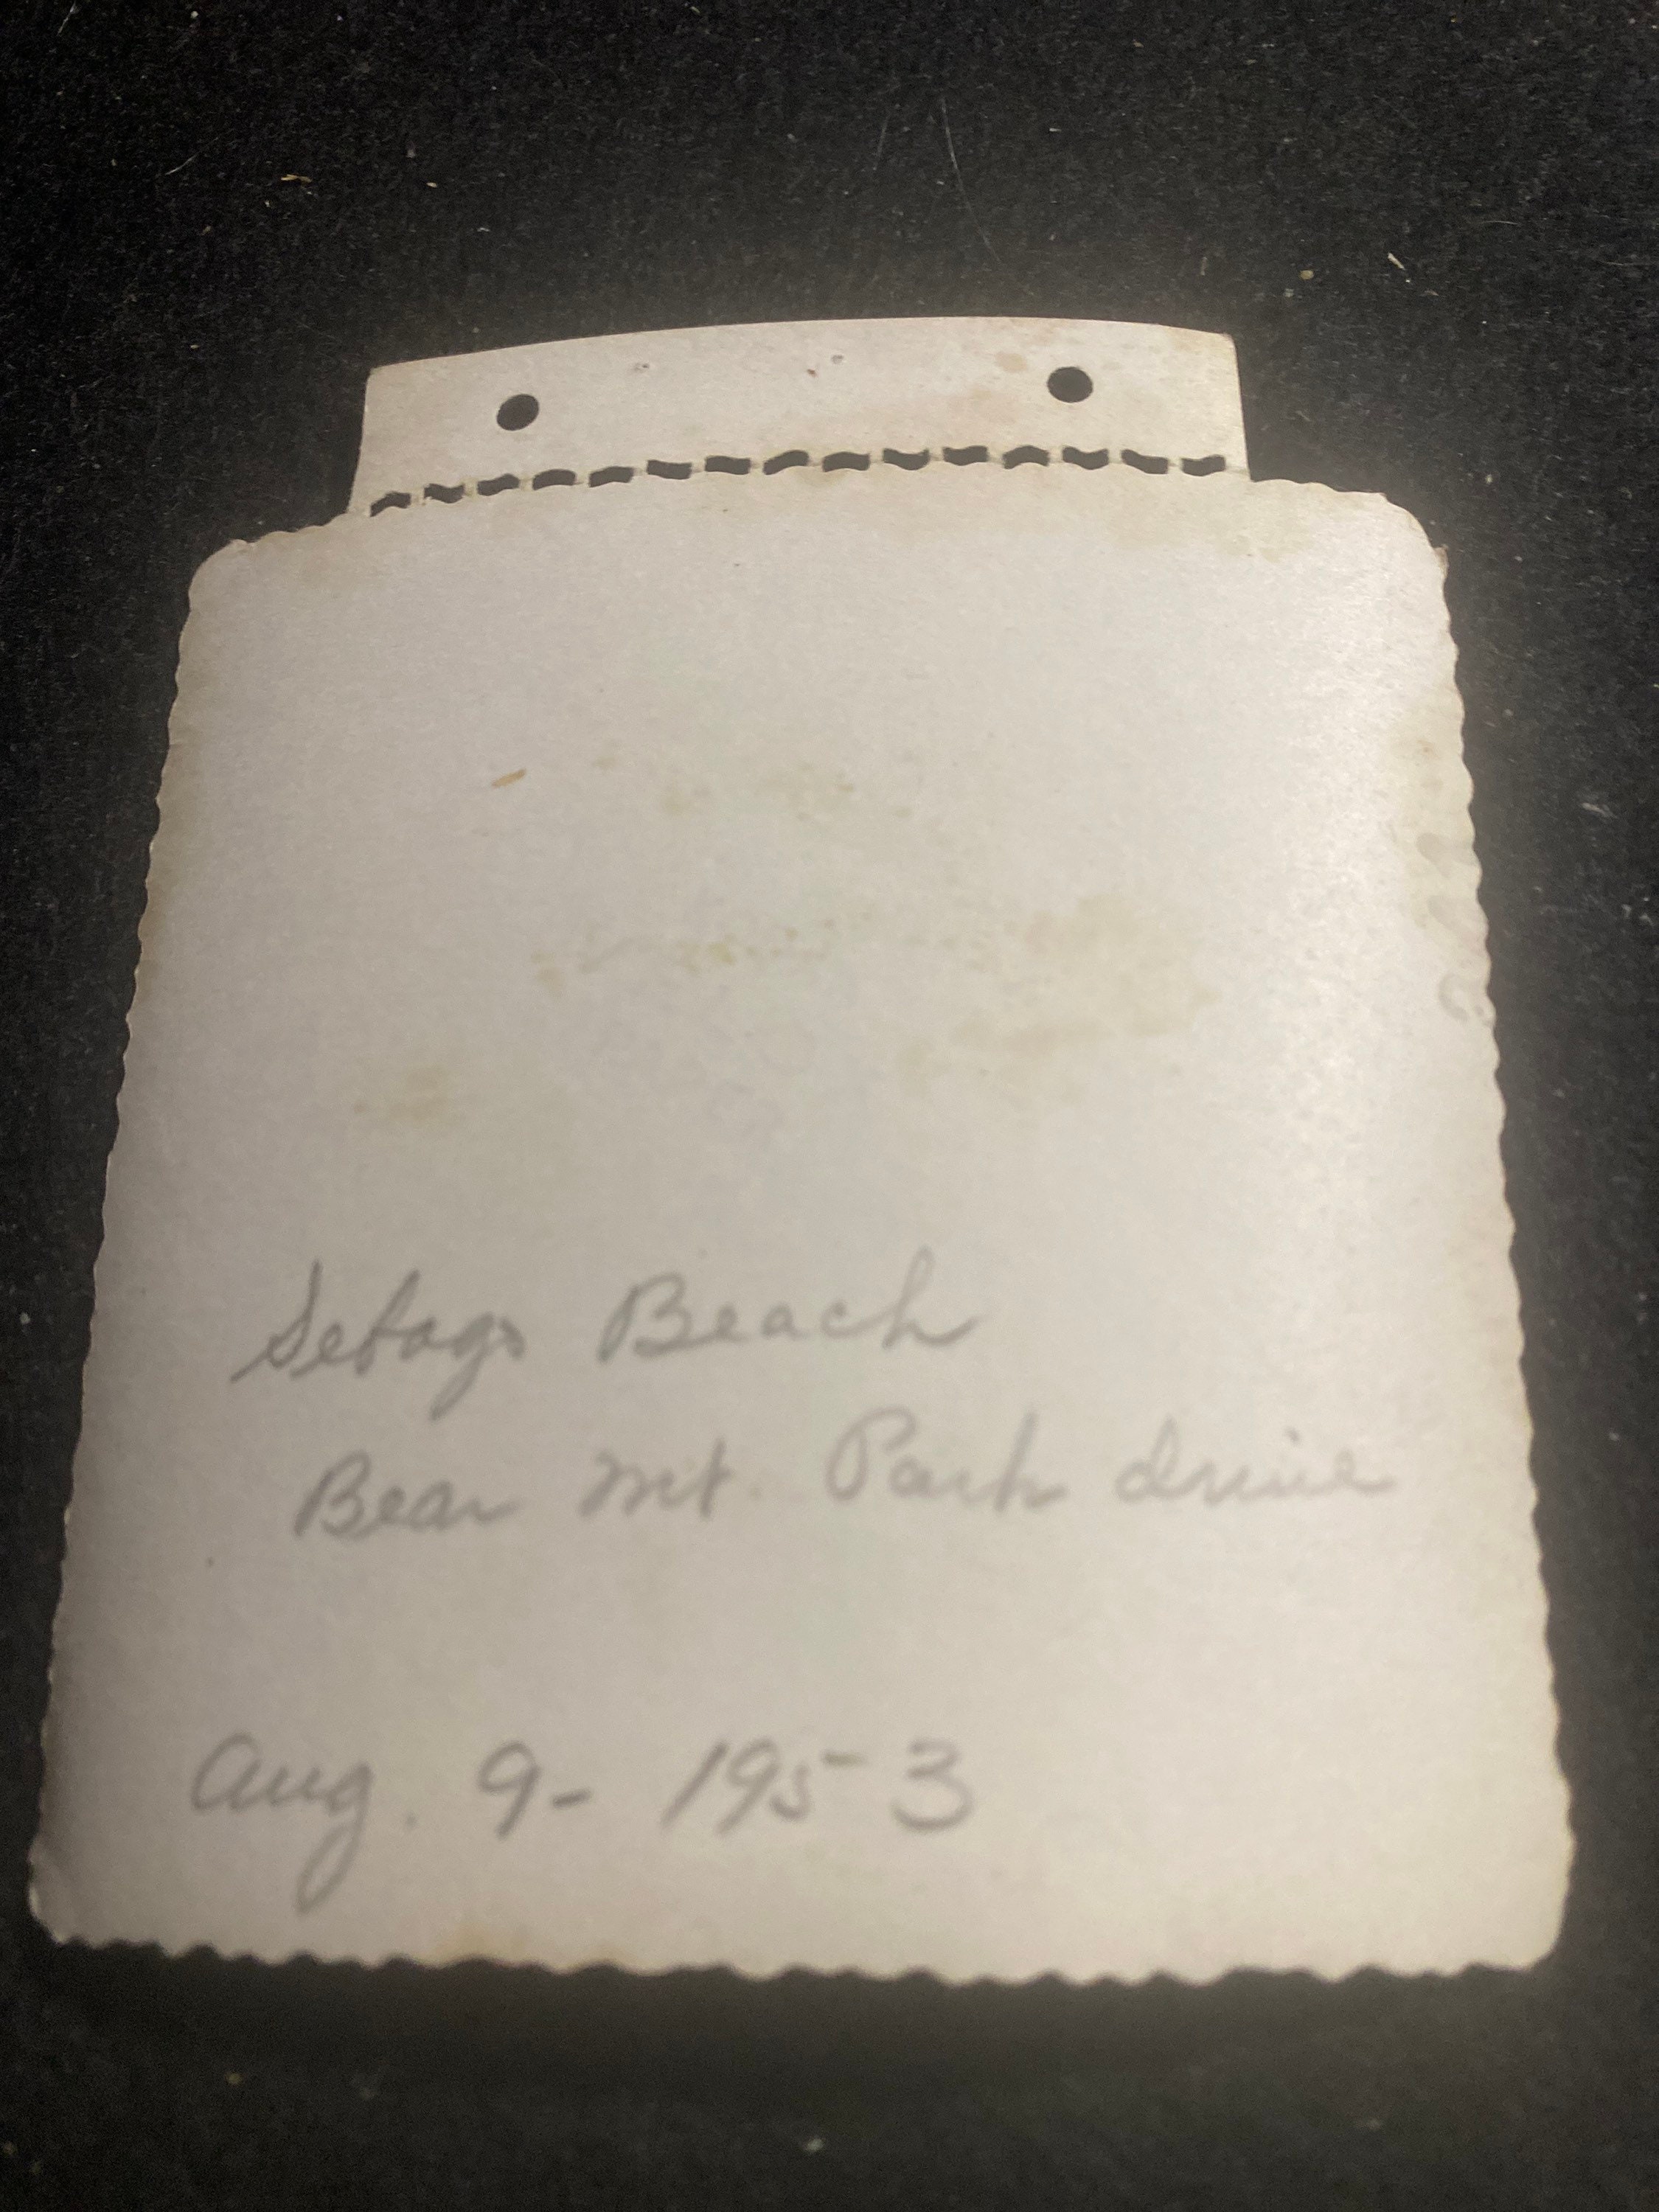 Sebago Beach
Bear Mt. Park drive
Aug. 9- 1953